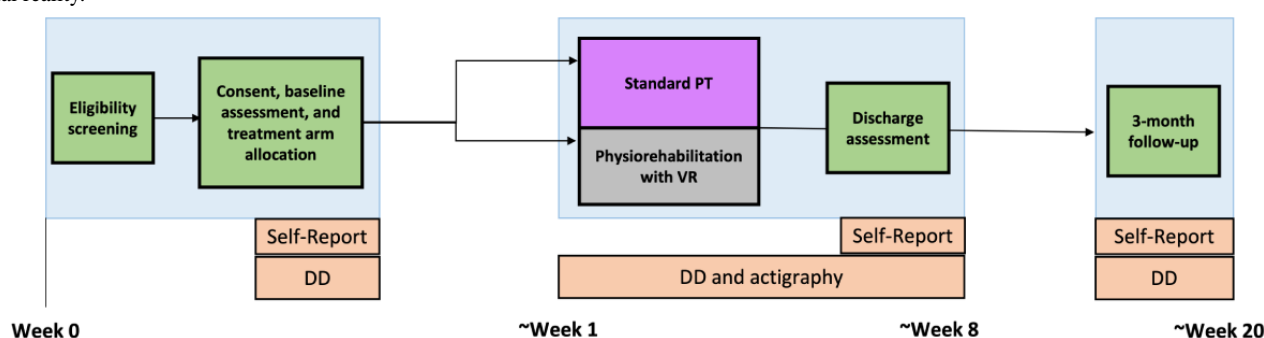 al reality.
Eligibility
screening
Consent, baseline
assessment, and
treatment arm
allocation
Standard PT
Physiorehabilitation
with VR
Discharge
assessment
3-month
follow-up
Self-Report
DD
Self-Report
DD and actigraphy
Self-Report
DD
Week 0
~Week 1
~Week 8
~Week 20